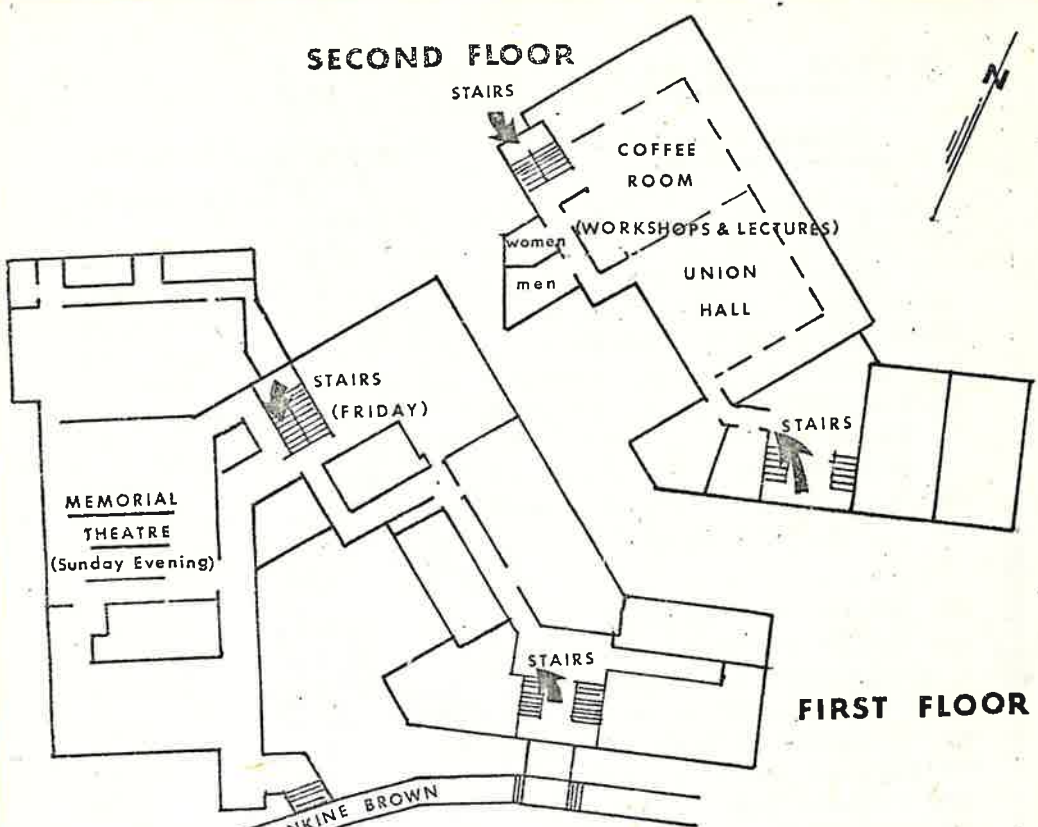 SECOND FLOOR
STAIRS
N
COFFEE
ROOM
(WORKSHOPS & LECTURES)
women
men
UNION
HALL
STAIRS
STAIRS
(FRIDAY)
MEMORIAL
THEATRE
(Sunday Evening)
STAIRS
FIRST FLOOR
BROWN